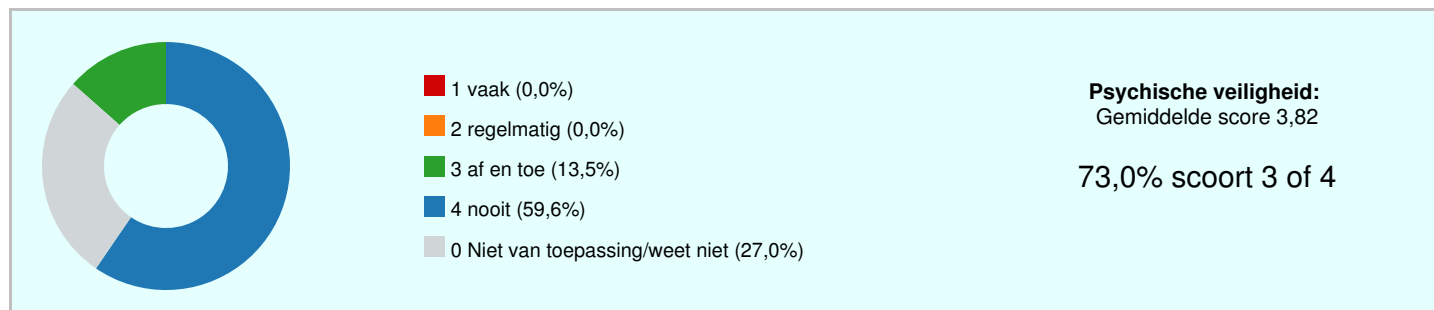 1 vaak (0,0%)
2 regelmatig (0,0%)
3 af en toe (13,5%)
4 nooit (59,6%)
0 Niet van toepassing/weet niet (27,0%)
Psychische veiligheid:
Gemiddelde score 3,82
73,0% scoort 3 of 4